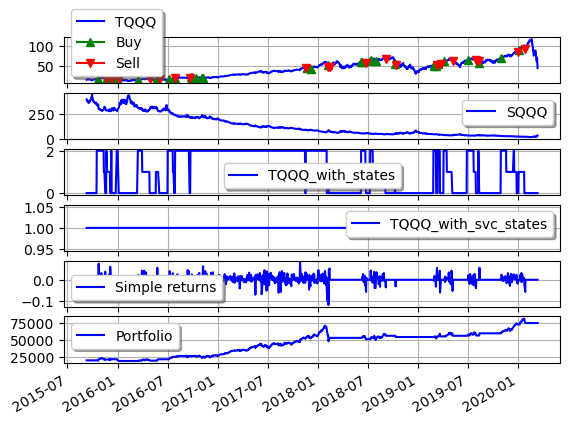 TQQQ
Buy
Sell
100
50
SQQQ
250
0
2
TQQQ_with_states
0
1.05
TQQQ_with_svc_states
1.00
0.95
0.0
Simple returns
−0.1
75000
Portfolio
50000
25000
2015-07 2016-01 2016-07 2017-01 2017-07 2018-01 2018-07 2019-01 2019-07 2020-01